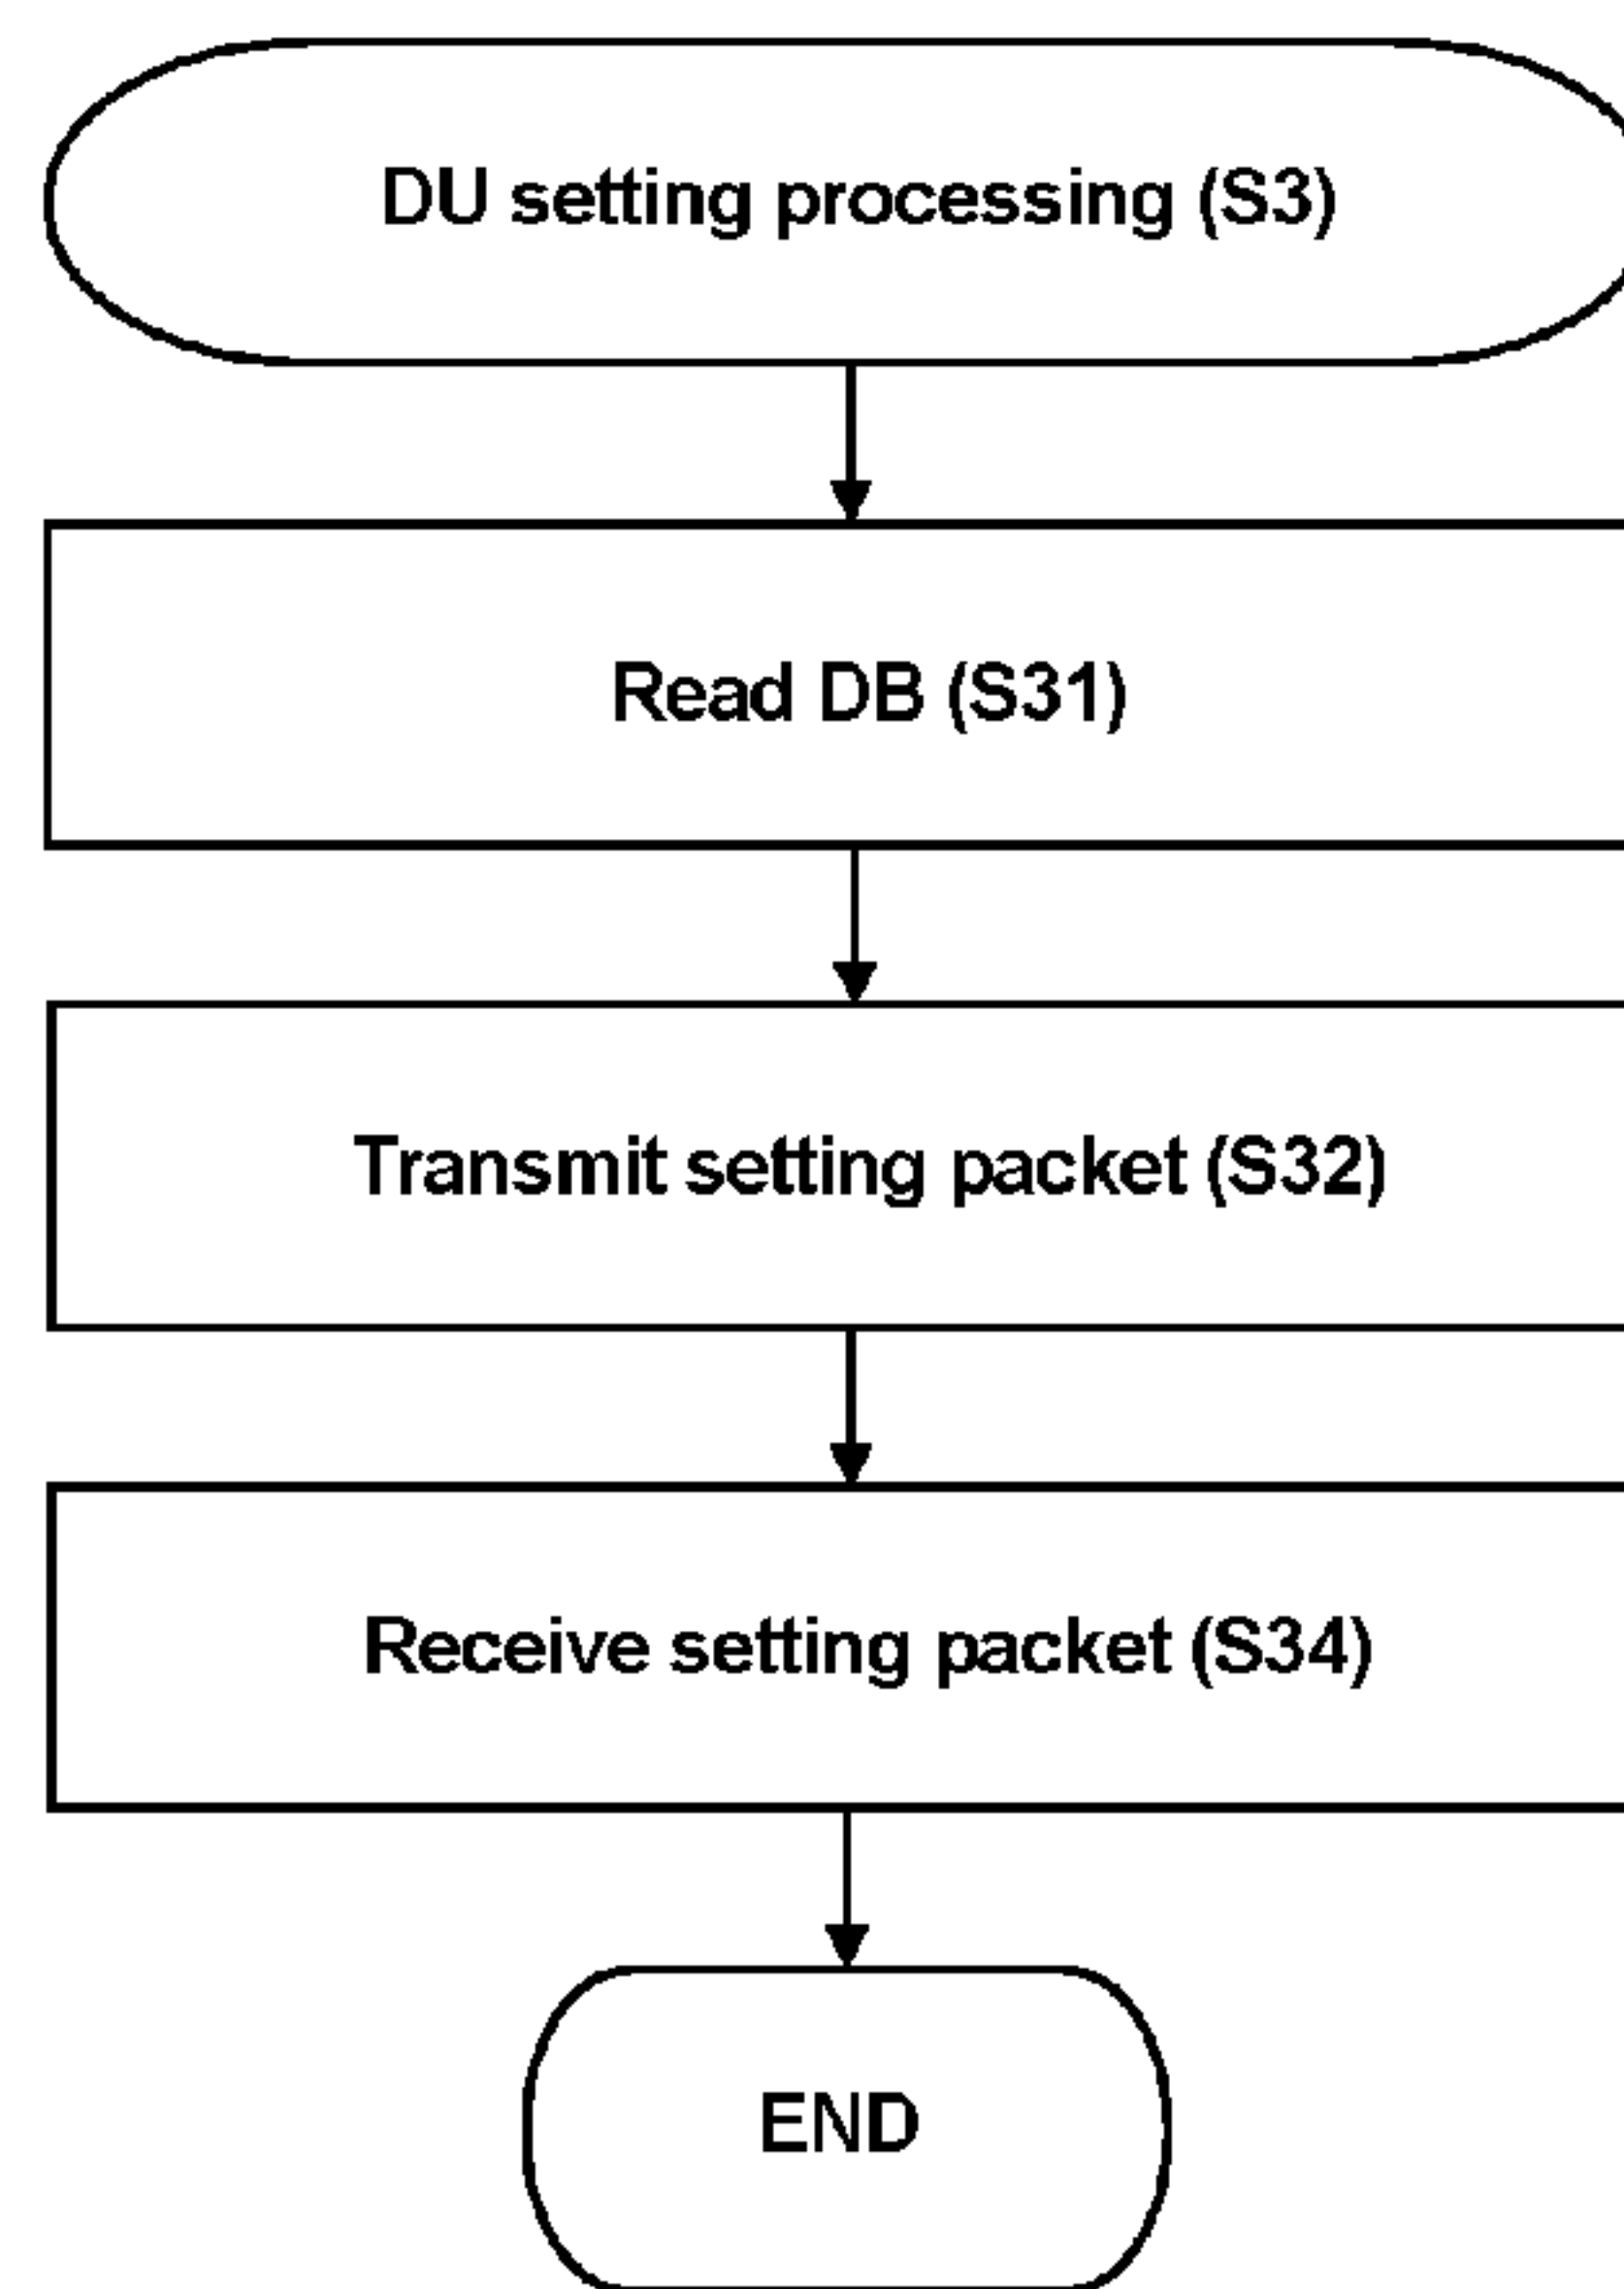 DU setting processing (S3)
Read DB (S31)
Transmit setting packet (S32)
Receive setting packet (S34)
END